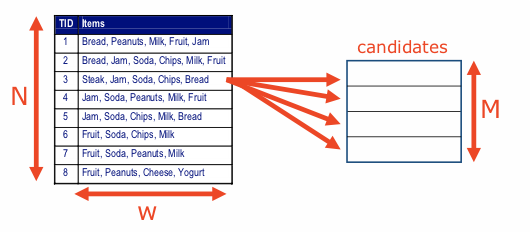 TID Items
1 Bread, Peanuts, Milk, Fruit, Jam
2 Bread, Jam, Soda, Chips, Milk, Fruit
3 Steak, Jam, Soda, Chips, Bread
4 Jam, Soda, Peanuts, Milk, Fruit
5 Jam, Soda, Chips, Milk, Bread
6 Fruit, Soda, Chips, Milk
7 Fruit, Soda, Peanuts, Milk
8 Fruit, Peanuts, Cheese, Yogurt
N
w
candidates
M